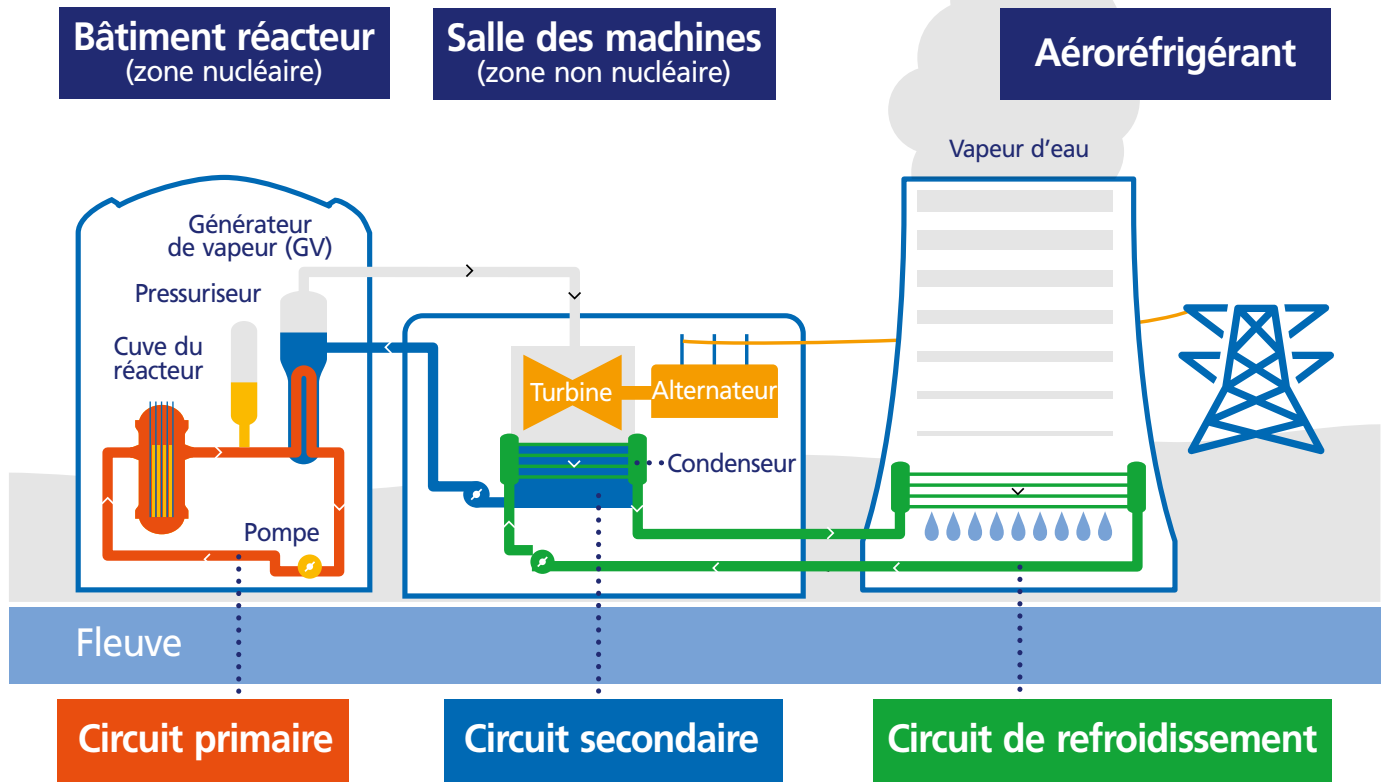 Bâtiment réacteur
(zone nucléaire)
Salle des machines
(zone non nucléaire)
Aéroréfrigérant
Vapeur d’eau
Générateur
de vapeur (GV)
Pressuriseur
Cuve du
réacteur
Turbine
Alternateur
Condenseur
Pompe
Fleuve
Circuit primaire
Circuit secondaire
Circuit de refroidissement